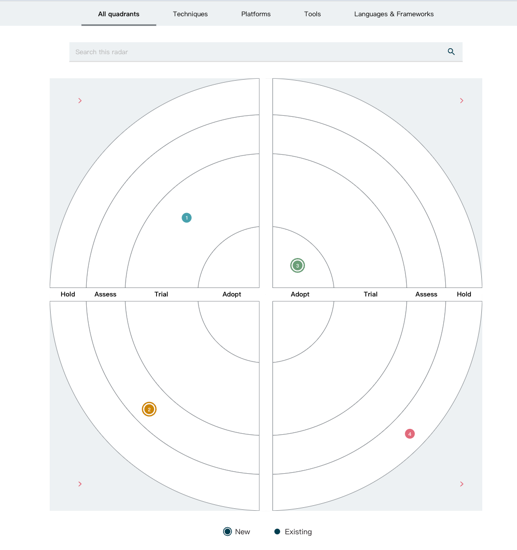 All quadrants Techniques Platforms Tools Languages & Frameworks
Search this radar
1
3
Hold Assess Trial Adopt Adopt Trial Assess Hold
2
4
New Existing